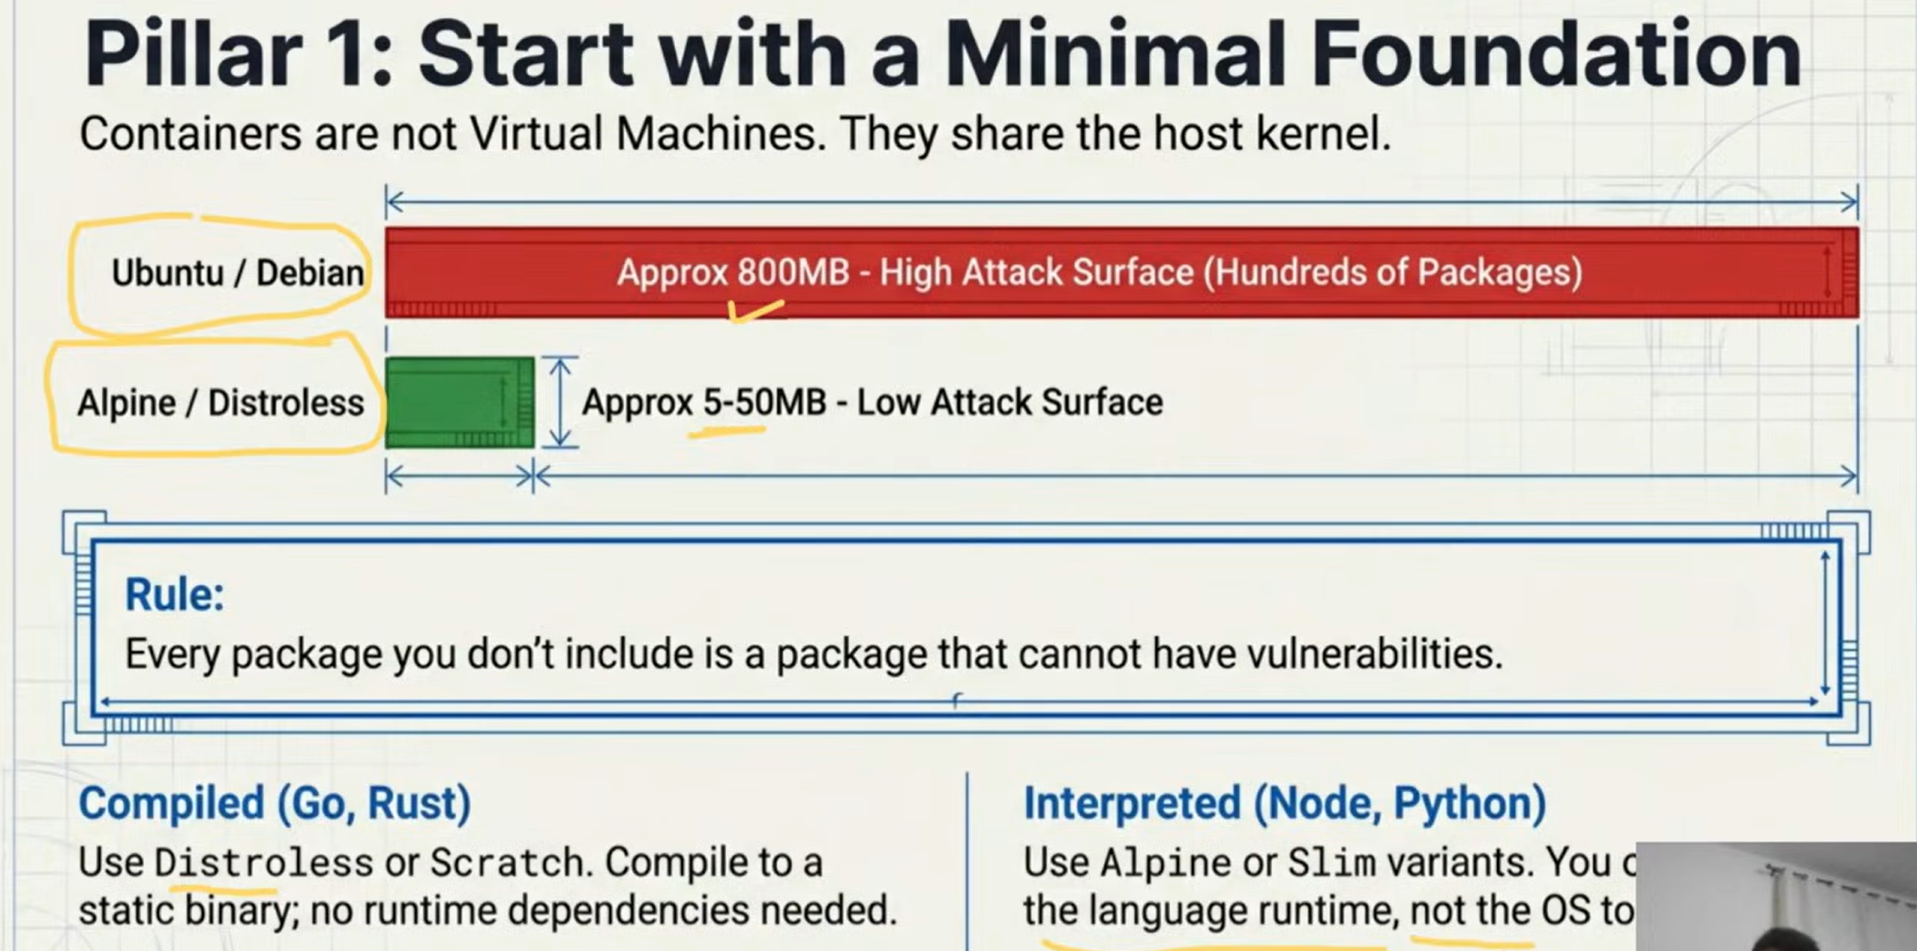 Pillar 1: Start with a Minimal Foundation
Containers are not Virtual Machines. They share the host kernel.
Ubuntu / Debian
Approx 800MB - High Attack Surface (Hundreds of Packages)
Alpine / Distroless
Approx 5-50MB - Low Attack Surface
Rule:
Every package you don't include is a package that cannot have vulnerabilities.
Compiled (Go, Rust)
Use Distroless or Scratch. Compile to a
static binary; no runtime dependencies needed.
Interpreted (Node, Python)
Use Alpine or Slim variants. You
the language runtime, not the OS